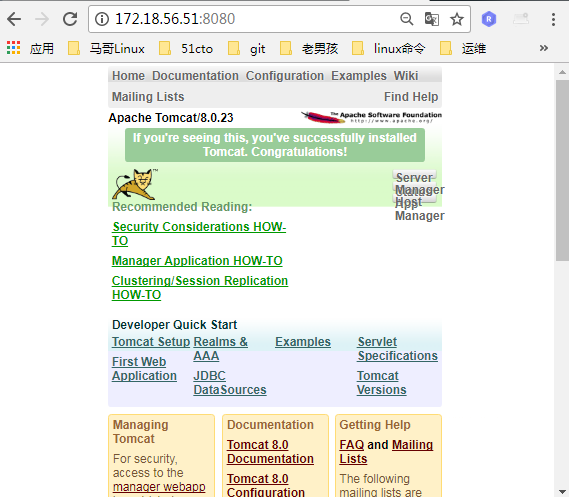 172.18.56.51:8080
应用 马哥Linux 51cto git 老男孩 linux命令 运维 »
Home Documentation Configuration Examples Wiki
Mailing Lists Find Help
Apache Tomcat/8.0.23
The Apache Software Foundation
http://www.apache.org/
If you're seeing this, you've successfully installed
Tomcat. Congratulations!
TM
Recommended Reading:
Security Considerations HOW-
TO
Manager Application HOW-TO
Clustering/Session Replication
HOW-TO
Server
Status
Manager
App
Host
Manager
Developer Quick Start
Tomcat Setup
First Web
Application
Realms &
AAA
JDBC
DataSources
Examples
Servlet
Specifications
Tomcat
Versions
Managing
Tomcat
For security,
access to the
manager webapp
Documentation
Tomcat 8.0
Documentation
Tomcat 8.0
Configuration
Getting Help
FAQ and Mailing
Lists
The following
mailing lists are